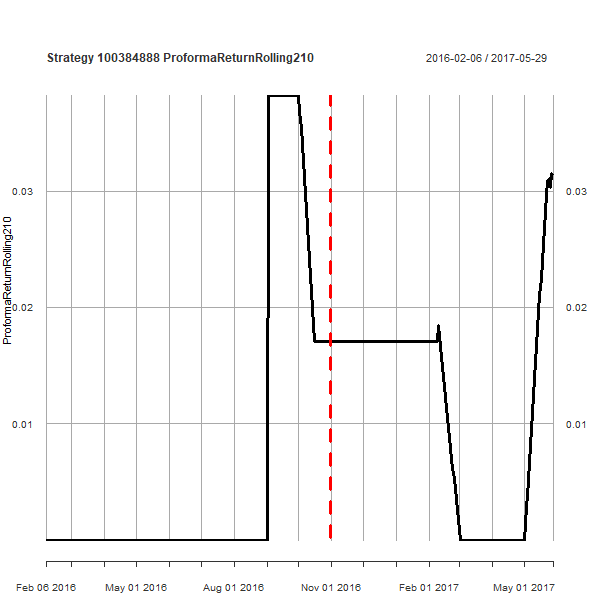 Strategy 100384888 ProformaReturnRolling210
2016-02-06 / 2017-05-29
ProformaReturnRolling210
0.03
0.03
0.02
0.02
0.01
0.01
Feb 06 2016
May 01 2016
Aug 01 2016
Nov 01 2016
Feb 01 2017
May 01 2017